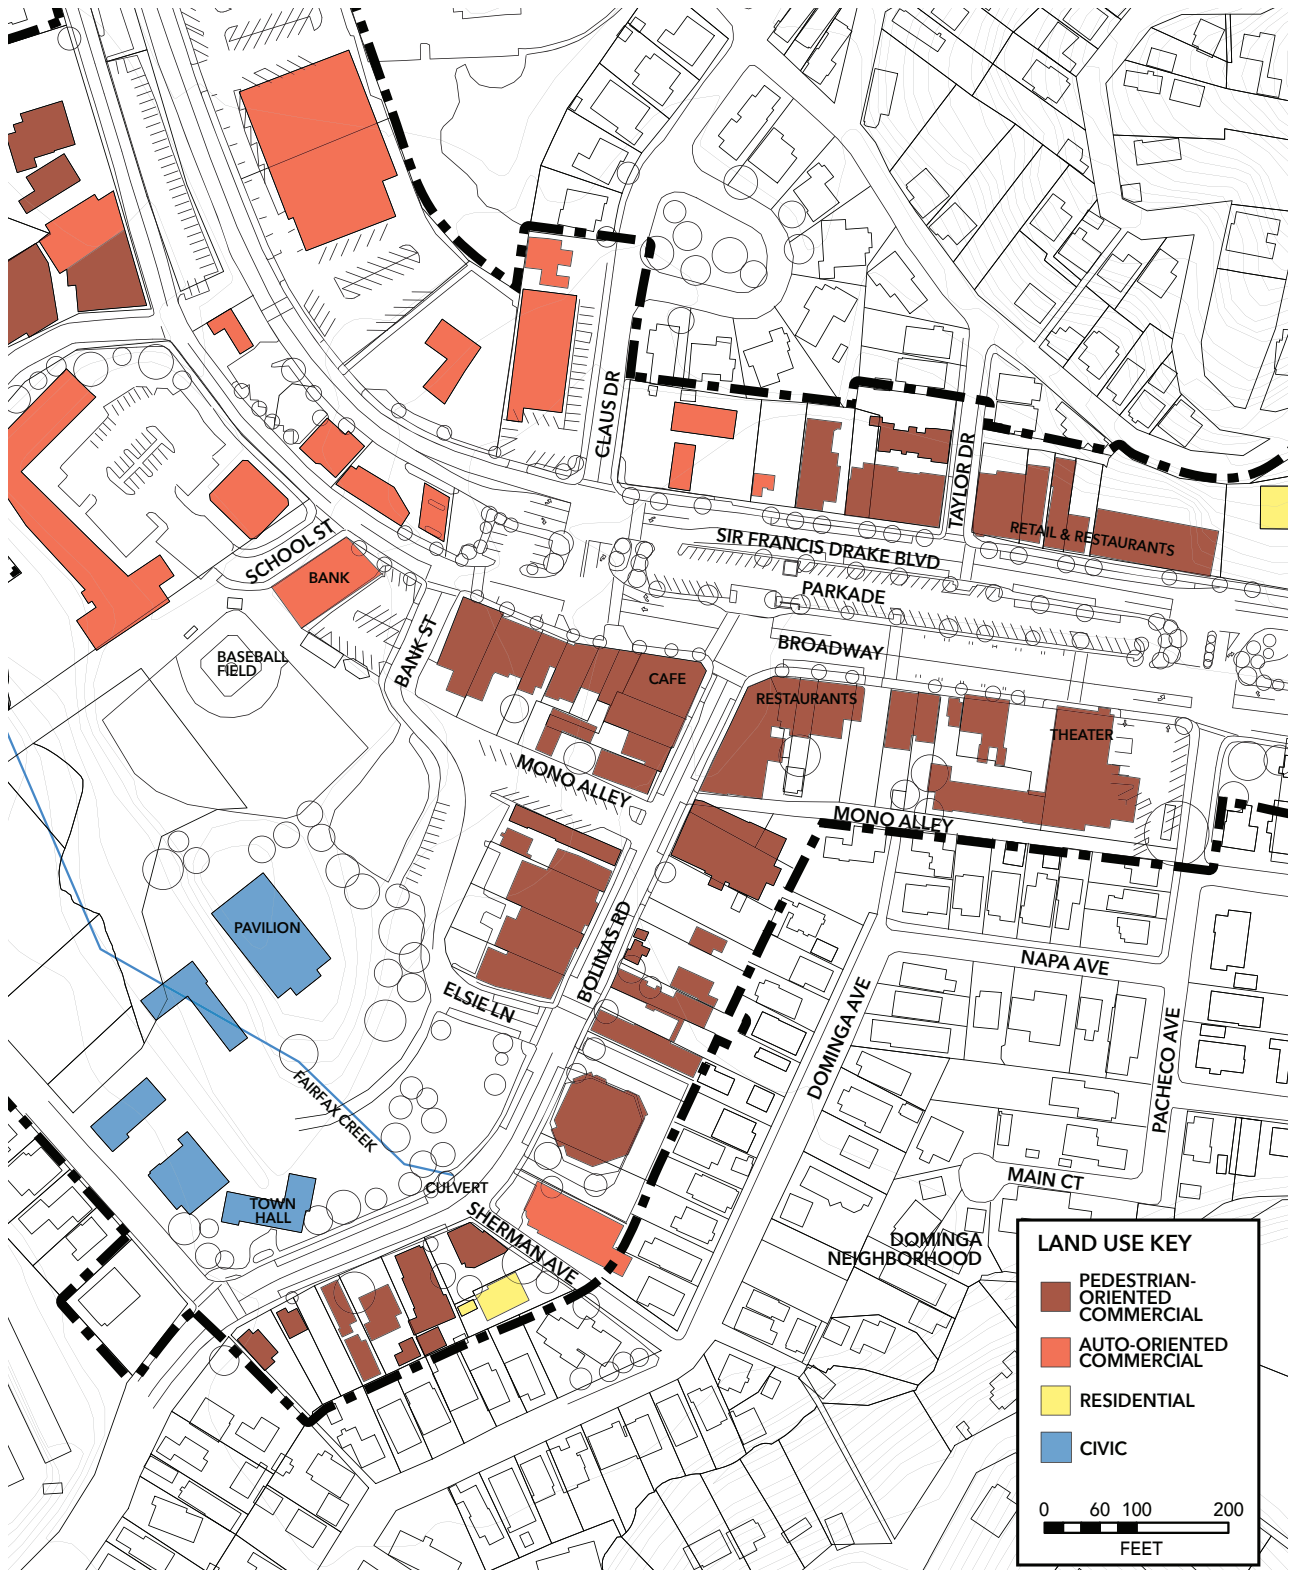 CLAUS DR
TAYLOR DR
SIR FRANCIS DRAKE BLVD
RETAIL & RESTAURANTS
SCHOOL ST
BANK
PARKADE
BROADWAY
BANK ST
BASEBALL
FIELD
CAFE
RESTAURANTS
THEATER
MONO ALLEY
MONO ALLEY
PAVILION
BOLINAS RD
NAPA AVE
ELSIE LN
DOMINGA AVE
PACHECO AVE
FAIRFAX CREEK
CULVERT
MAIN CT
TOWN
HALL
SHERMAN AVE
DOMINGA
NEIGHBORHOOD
LAND USE KEY
PEDESTRIAN-
ORIENTED
COMMERCIAL
AUTO-ORIENTED
COMMERCIAL
RESIDENTIAL
CIVIC
0 60 100 200
FEET